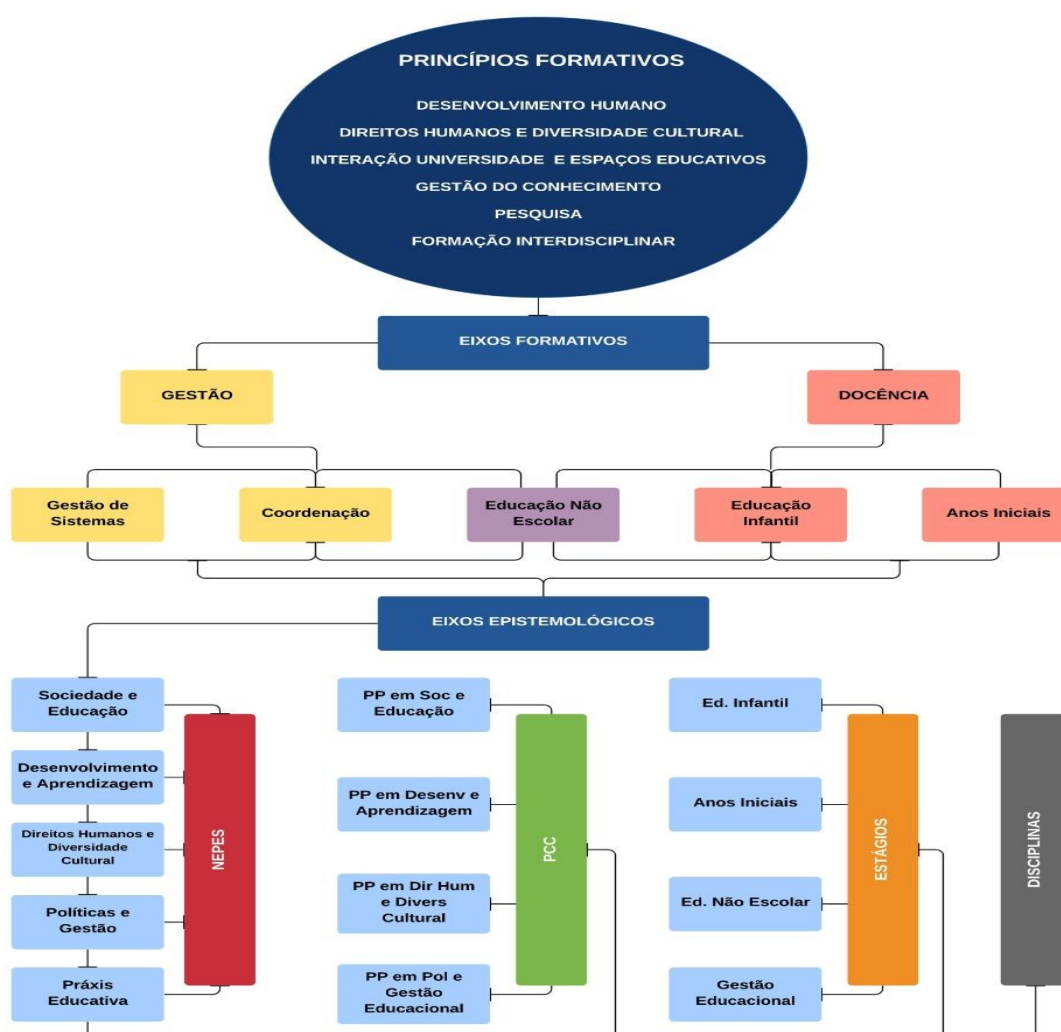 PRINCÍPIOS FORMATIVOS
DESENVOLVIMENTO HUMANO
DIREITOS HUMANOS E DIVERSIDADE CULTURAL
INTERAÇÃO UNIVERSIDADE E ESPAÇOS EDUCATIVOS
GESTÃO DO CONHECIMENTO
PESQUISA
FORMAÇÃO INTERDISCIPLINAR
EIXOS FORMATIVOS
GESTÃO
DOCÊNCIA
Gestão de
Sistemas
Coordenação
Educação Não
Escolar
Educação
Infantil
Anos Iniciais
EIXOS EPISTEMOLÓGICOS
Sociedade e
Educação
Desenvolvimento
e Aprendizagem
Direitos Humanos e
Diversidade
Cultural
Políticas e
Gestão
Práxis
Educativa
NEPES
PP em Soc e
Educação
PP em Desenv e
Aprendizagem
PP em Dir Hum
e Divers
Cultural
PP em Pol e
Gestão
Educacional
PCC
Ed. Infantil
Anos Iniciais
Ed. Não Escolar
Gestão
Educacional
ESTÁGIOS
DISCIPLINAS